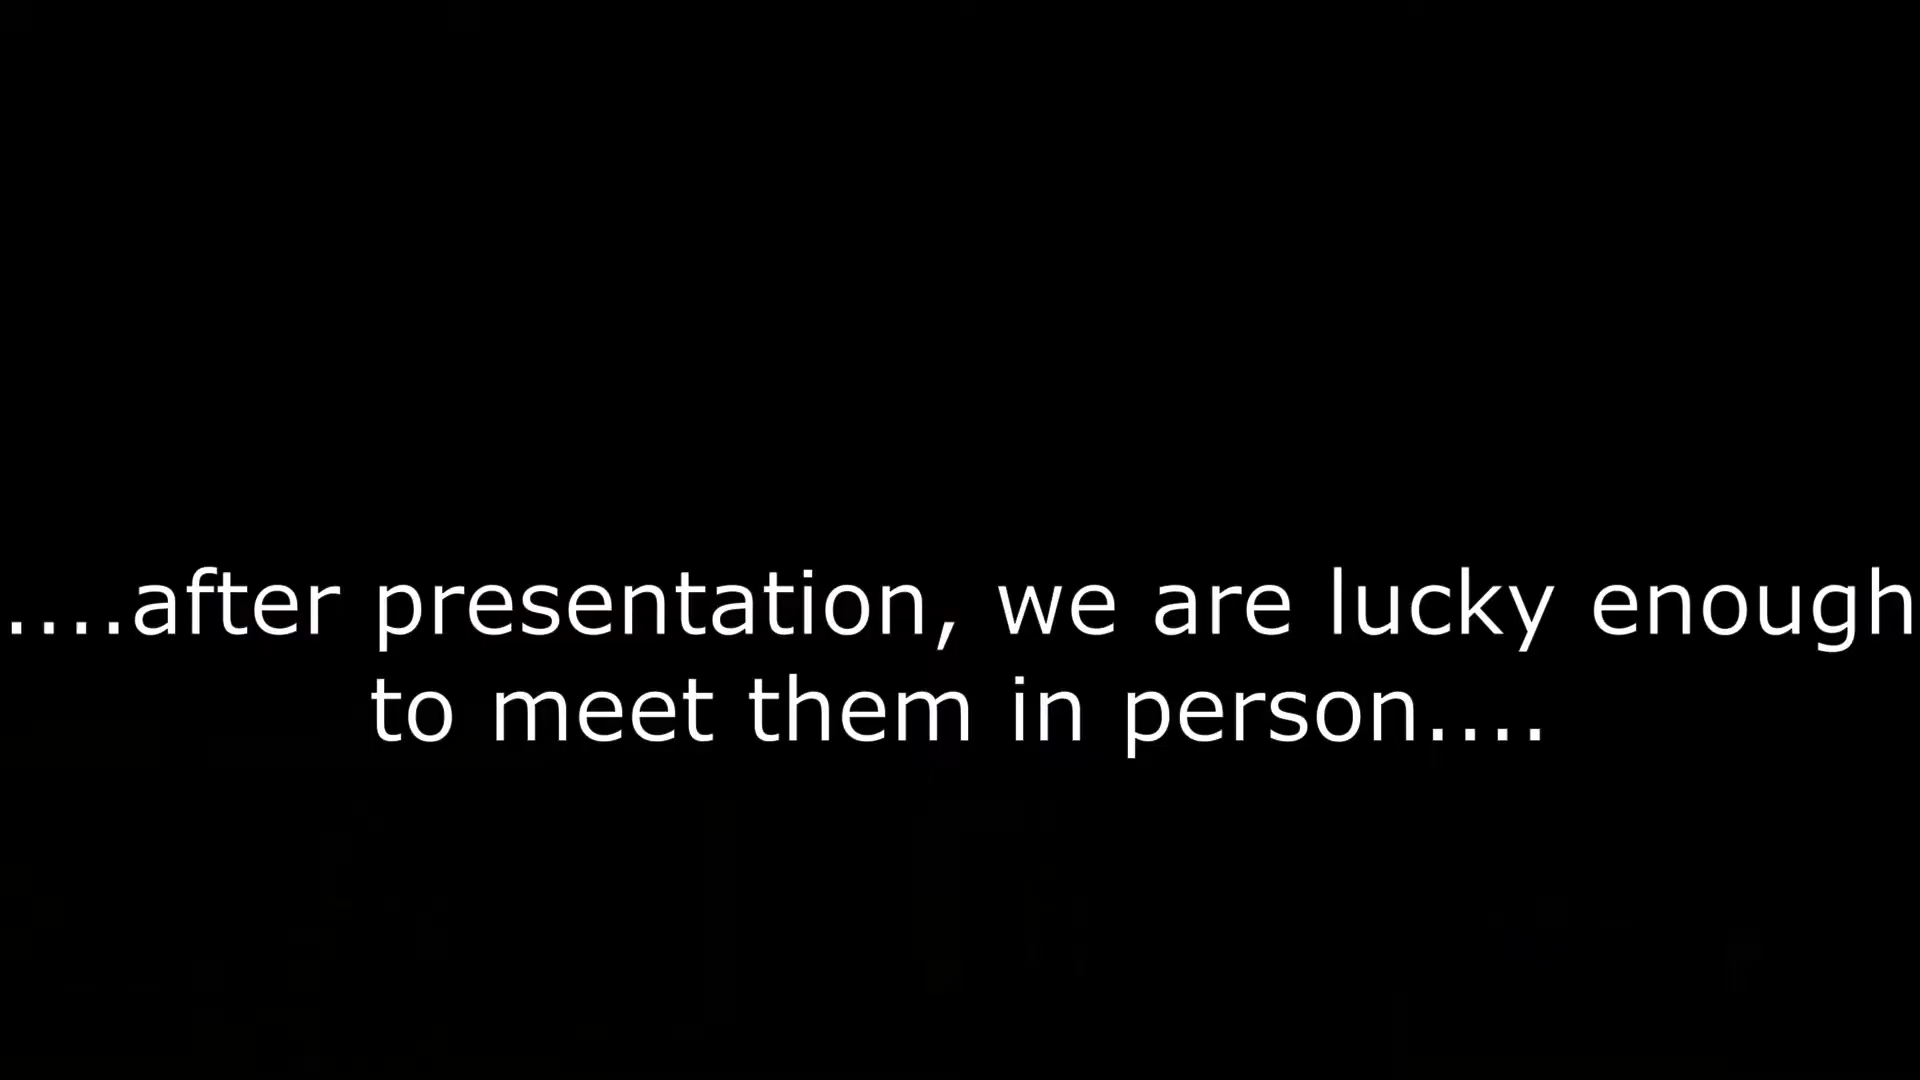 ....after presentation, we are lucky enough
to meet them in person....